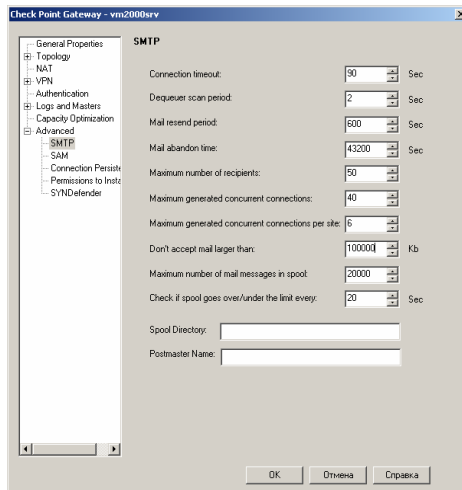 Check Point Gateway - vm2000srv
General Properties
Topology
NAT
VPN
Authentication
Logs and Masters
Capacity Optimization
Advanced
SMTP
SAM
Connection Persiste
Permissions to Insta
SYNDefender
SMTP
Connection timeout: 90 Sec
Dequeuer scan period: 2 Sec
Mail resend period: 600 Sec
Mail abandon time: 43200 Sec
Maximum number of recipients: 50
Maximum generated concurrent connections: 40
Maximum generated concurrent connections per site: 6
Don't accept mail larger than: 100000 Kb
Maximum number of mail messages in spool: 20000
Check if spool goes over/under the limit every: 20 Sec
Spool Directory:
Postmaster Name:
OK Отмена Справка